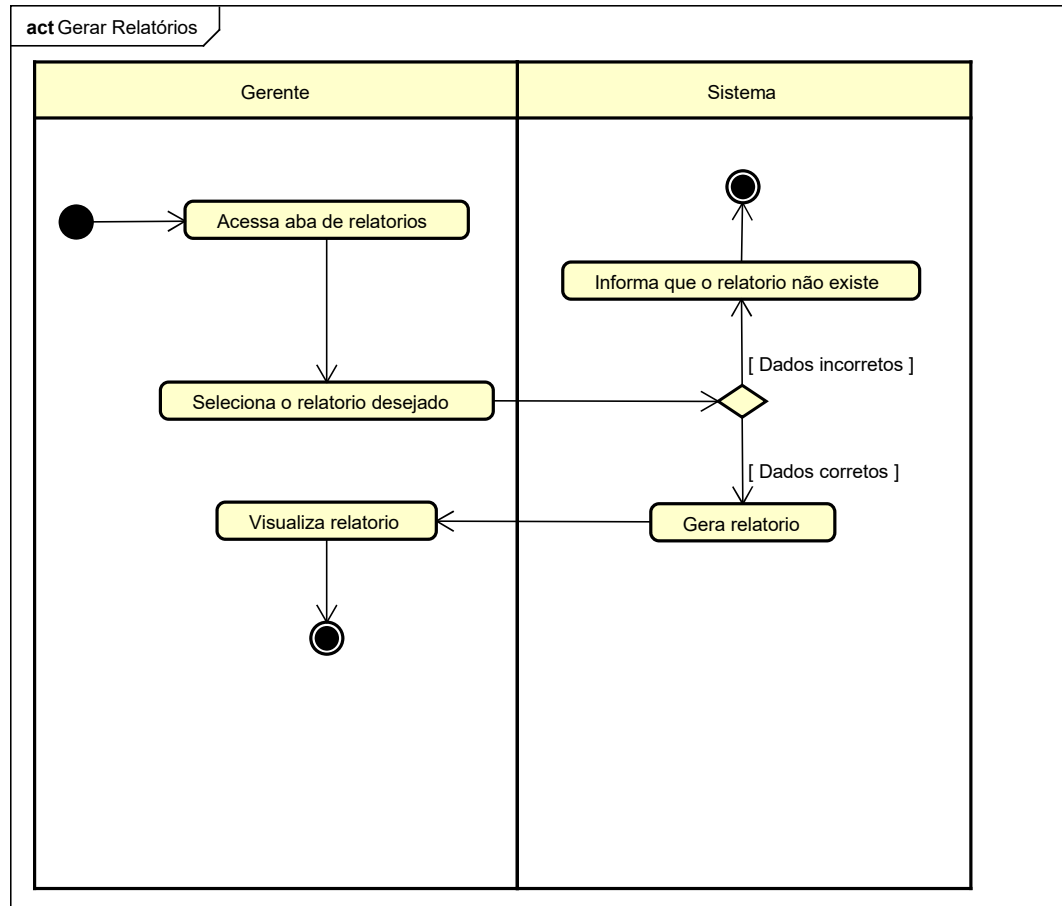 act Gerar Relatórios
Gerente
Sistema
Acessa aba de relatorios
Informa que o relatorio não existe
[ Dados incorretos ]
Seleciona o relatorio desejado
[ Dados corretos ]
Visualiza relatorio
Gera relatorio